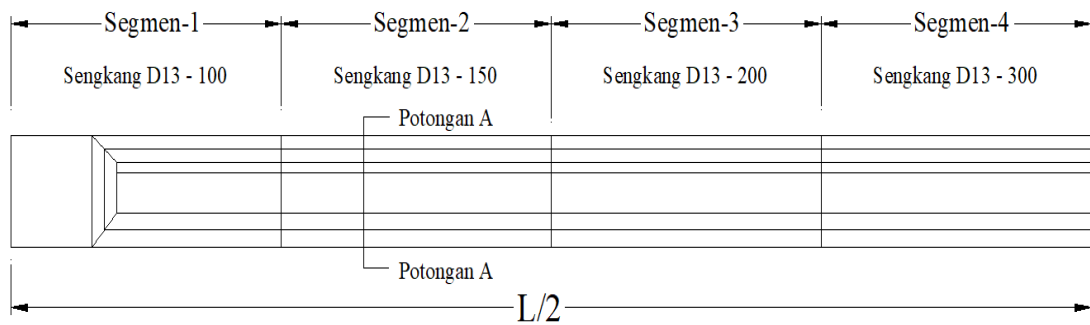 Segmen-1 Segmen-2 Segmen-3 Segmen-4
Sengkang D13 - 100 Sengkang D13 - 150 Sengkang D13 - 200 Sengkang D13 - 300
Potongan A
Potongan A
L/2